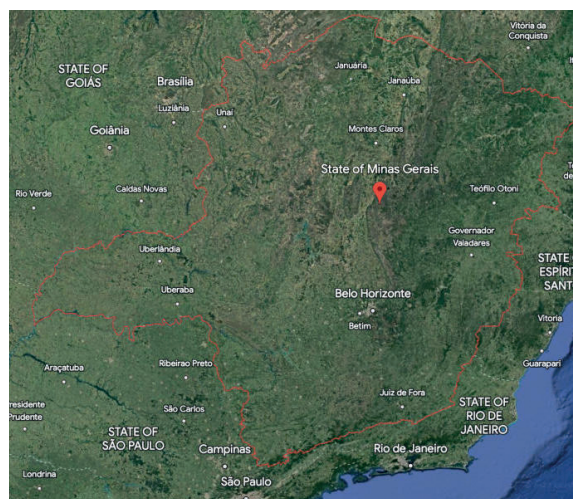 Vitória da
Conquista
STATE OF
GOIÁS
Januária
Brasília
Janaúba
Luziânia
Unaí
Goiânia
Montes Claros
State of Minas Gerais
Rio Verde
Caldas Novas
Teófilo Otoni
de
Governador
Valadares
Uberlândia
STATE
ESPÍRI
SANT
Uberaba
Belo Horizonte
Betim
Vitoria
Guarapari
Araçatuba
Ribeirao Preto
Juiz de Fora
residente
Prudente
São Carlos
STATE OF
RIO DE
JANEIRO
STATE OF
SÃO PAULO
Campinas
Rio de Janeiro
Londrina
São Paulo